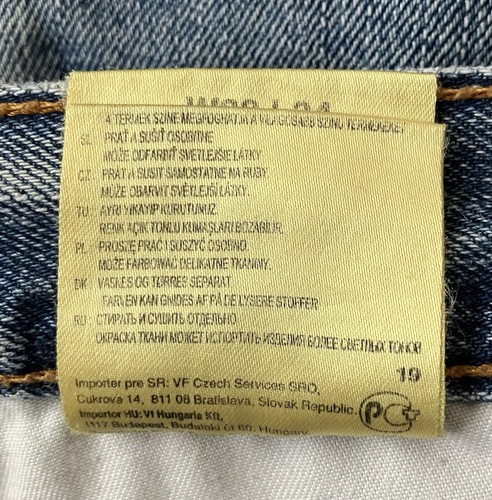 A TERMÉK SZÍNE MEGFOGHATJA A VILÁGOSABB SZÍNŰ TERMÉKEKET
SL: PRAŤ A SUŠIŤ OSOBITNE
MÔŽE ODFARBIŤ SVETLEJŠIE LÁTKY
CZ: PRÁT A SUŠIT SAMOSTATNĚ NA RUBY.
MŮŽE OBARVIT SVĚTLEJŠÍ LÁTKY.
TU: AYRI YIKAYIP KURUTUNUZ.
RENK AÇIK TONLU KUMAŞLARI BOZABİLİR.
PL: PROSZĘ PRAĆ I SUSZYĆ OSOBNO.
MOŻE FARBOWAĆ DELIKATNE TKANINY.
DK: VASKES OG TØRRES SEPARAT
FARVEN KAN GNIDES AF PÅ DE LYSERE STOFFER
RU: СТИРАТЬ И СУШИТЬ ОТДЕЛЬНО
ОКРАСКА ТКАНИ МОЖЕТ ИСПОРТИТЬ ИЗДЕЛИЯ БОЛЕЕ СВЕТЛЫХ ТОНОВ
19
Importer pre SR: VF Czech Services SRO,
Cukrova 14, 811 08 Bratislava, Slovak Republic.
Importor HU: VI Hungaria Kft,
1117 Budapest, Budafoki út 60, Hungary